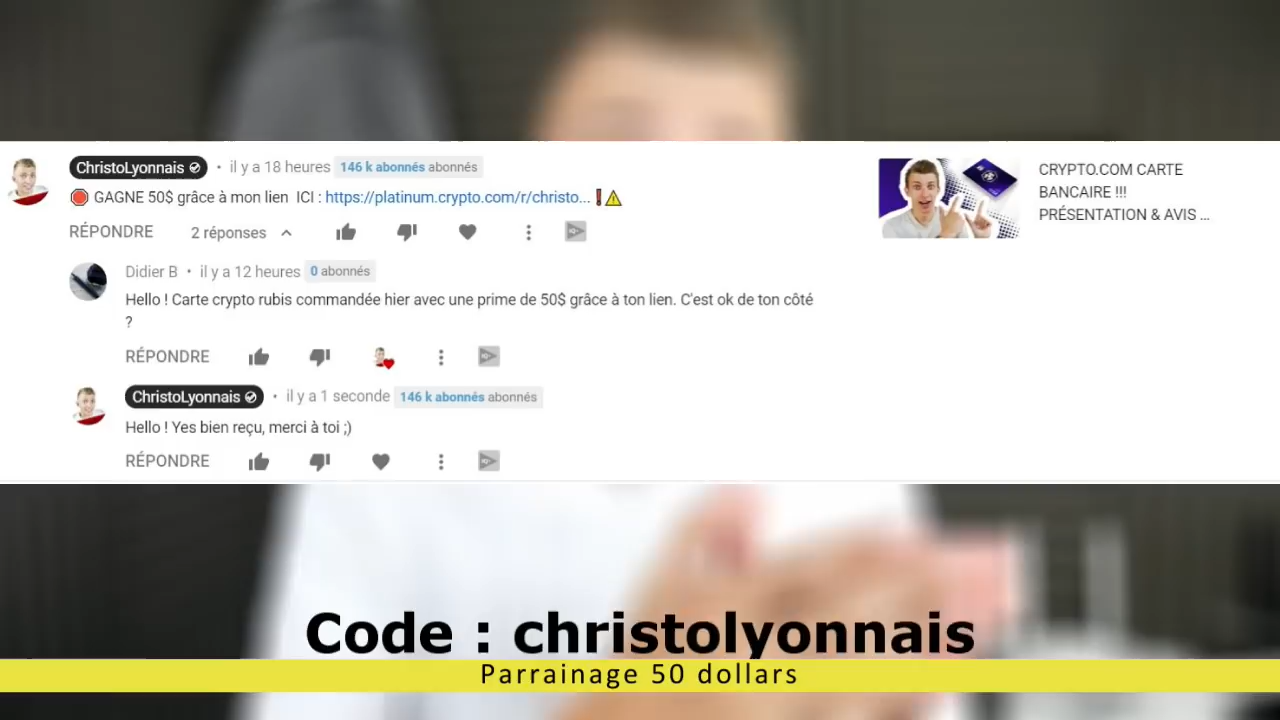 ChristoLyonnais • il y a 18 heures 146 k abonnés abonnés
GAGNE 50$ grâce à mon lien ICI : https://platinum.crypto.com/r/christo...
RÉPONDRE 2 réponses
Didier B • il y a 12 heures 0 abonnés
Hello ! Carte crypto rubis commandée hier avec une prime de 50$ grâce à ton lien. C'est ok de ton côté
?
RÉPONDRE
ChristoLyonnais • il y a 1 seconde 146 k abonnés abonnés
Hello ! Yes bien reçu, merci à toi ;)
RÉPONDRE
CRYPTO.COM CARTE
BANCAIRE !!!
PRÉSENTATION & AVIS ...
Code : christolyonnais
Parrainage 50 dollars